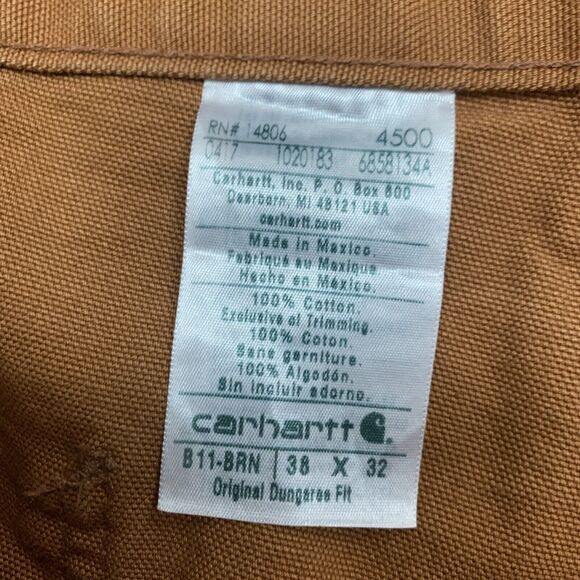 RN# 14806 4500
0417 1020183 6858134A
Carhartt, Inc. P. O. Box 600
Dearborn, MI 48121 USA
carhartt.com
Made in Mexico.
Fabriqué au Mexique
Hecho en México.
100% Cotton.
Exclusive of Trimming.
100% Coton.
Sans garniture.
100% Algodón.
Sin incluir adorno.
carhartt
B11-BRN 38 X 32
Original Dungaree Fit